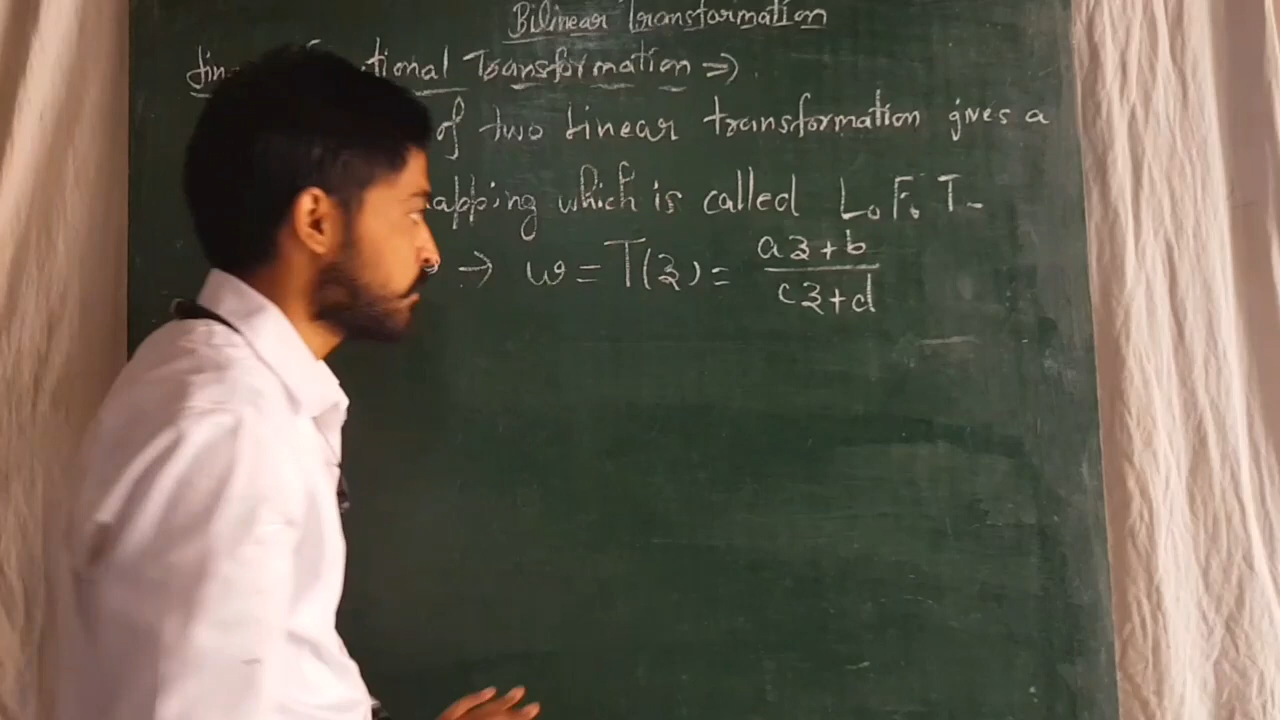 Bilinear Transformation
tional Transformation ⇒
of two Linear transformation gives a
apping which is called L.F.T.
→ w = T(z) = az+b / cz+d